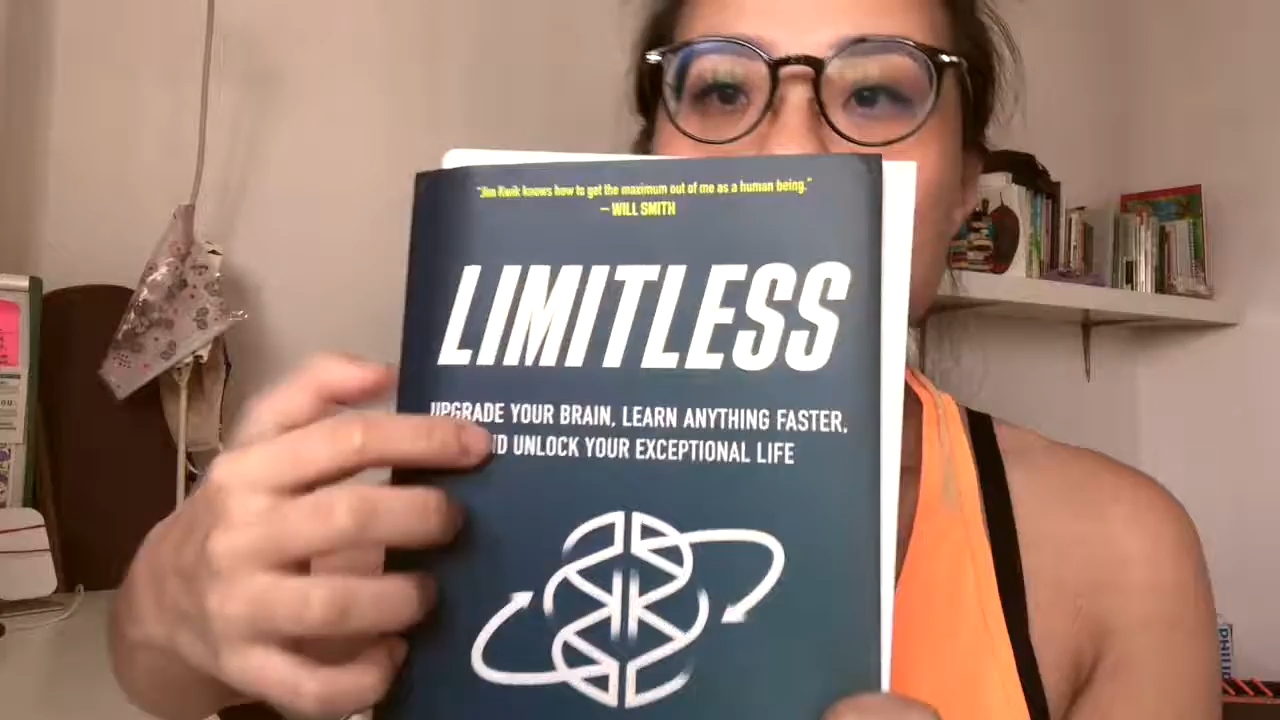 "Jim Kwik knows how to get the maximum out of me as a human being."
— WILL SMITH
LIMITLESS
UPGRADE YOUR BRAIN, LEARN ANYTHING FASTER,
UNLOCK YOUR EXCEPTIONAL LIFE